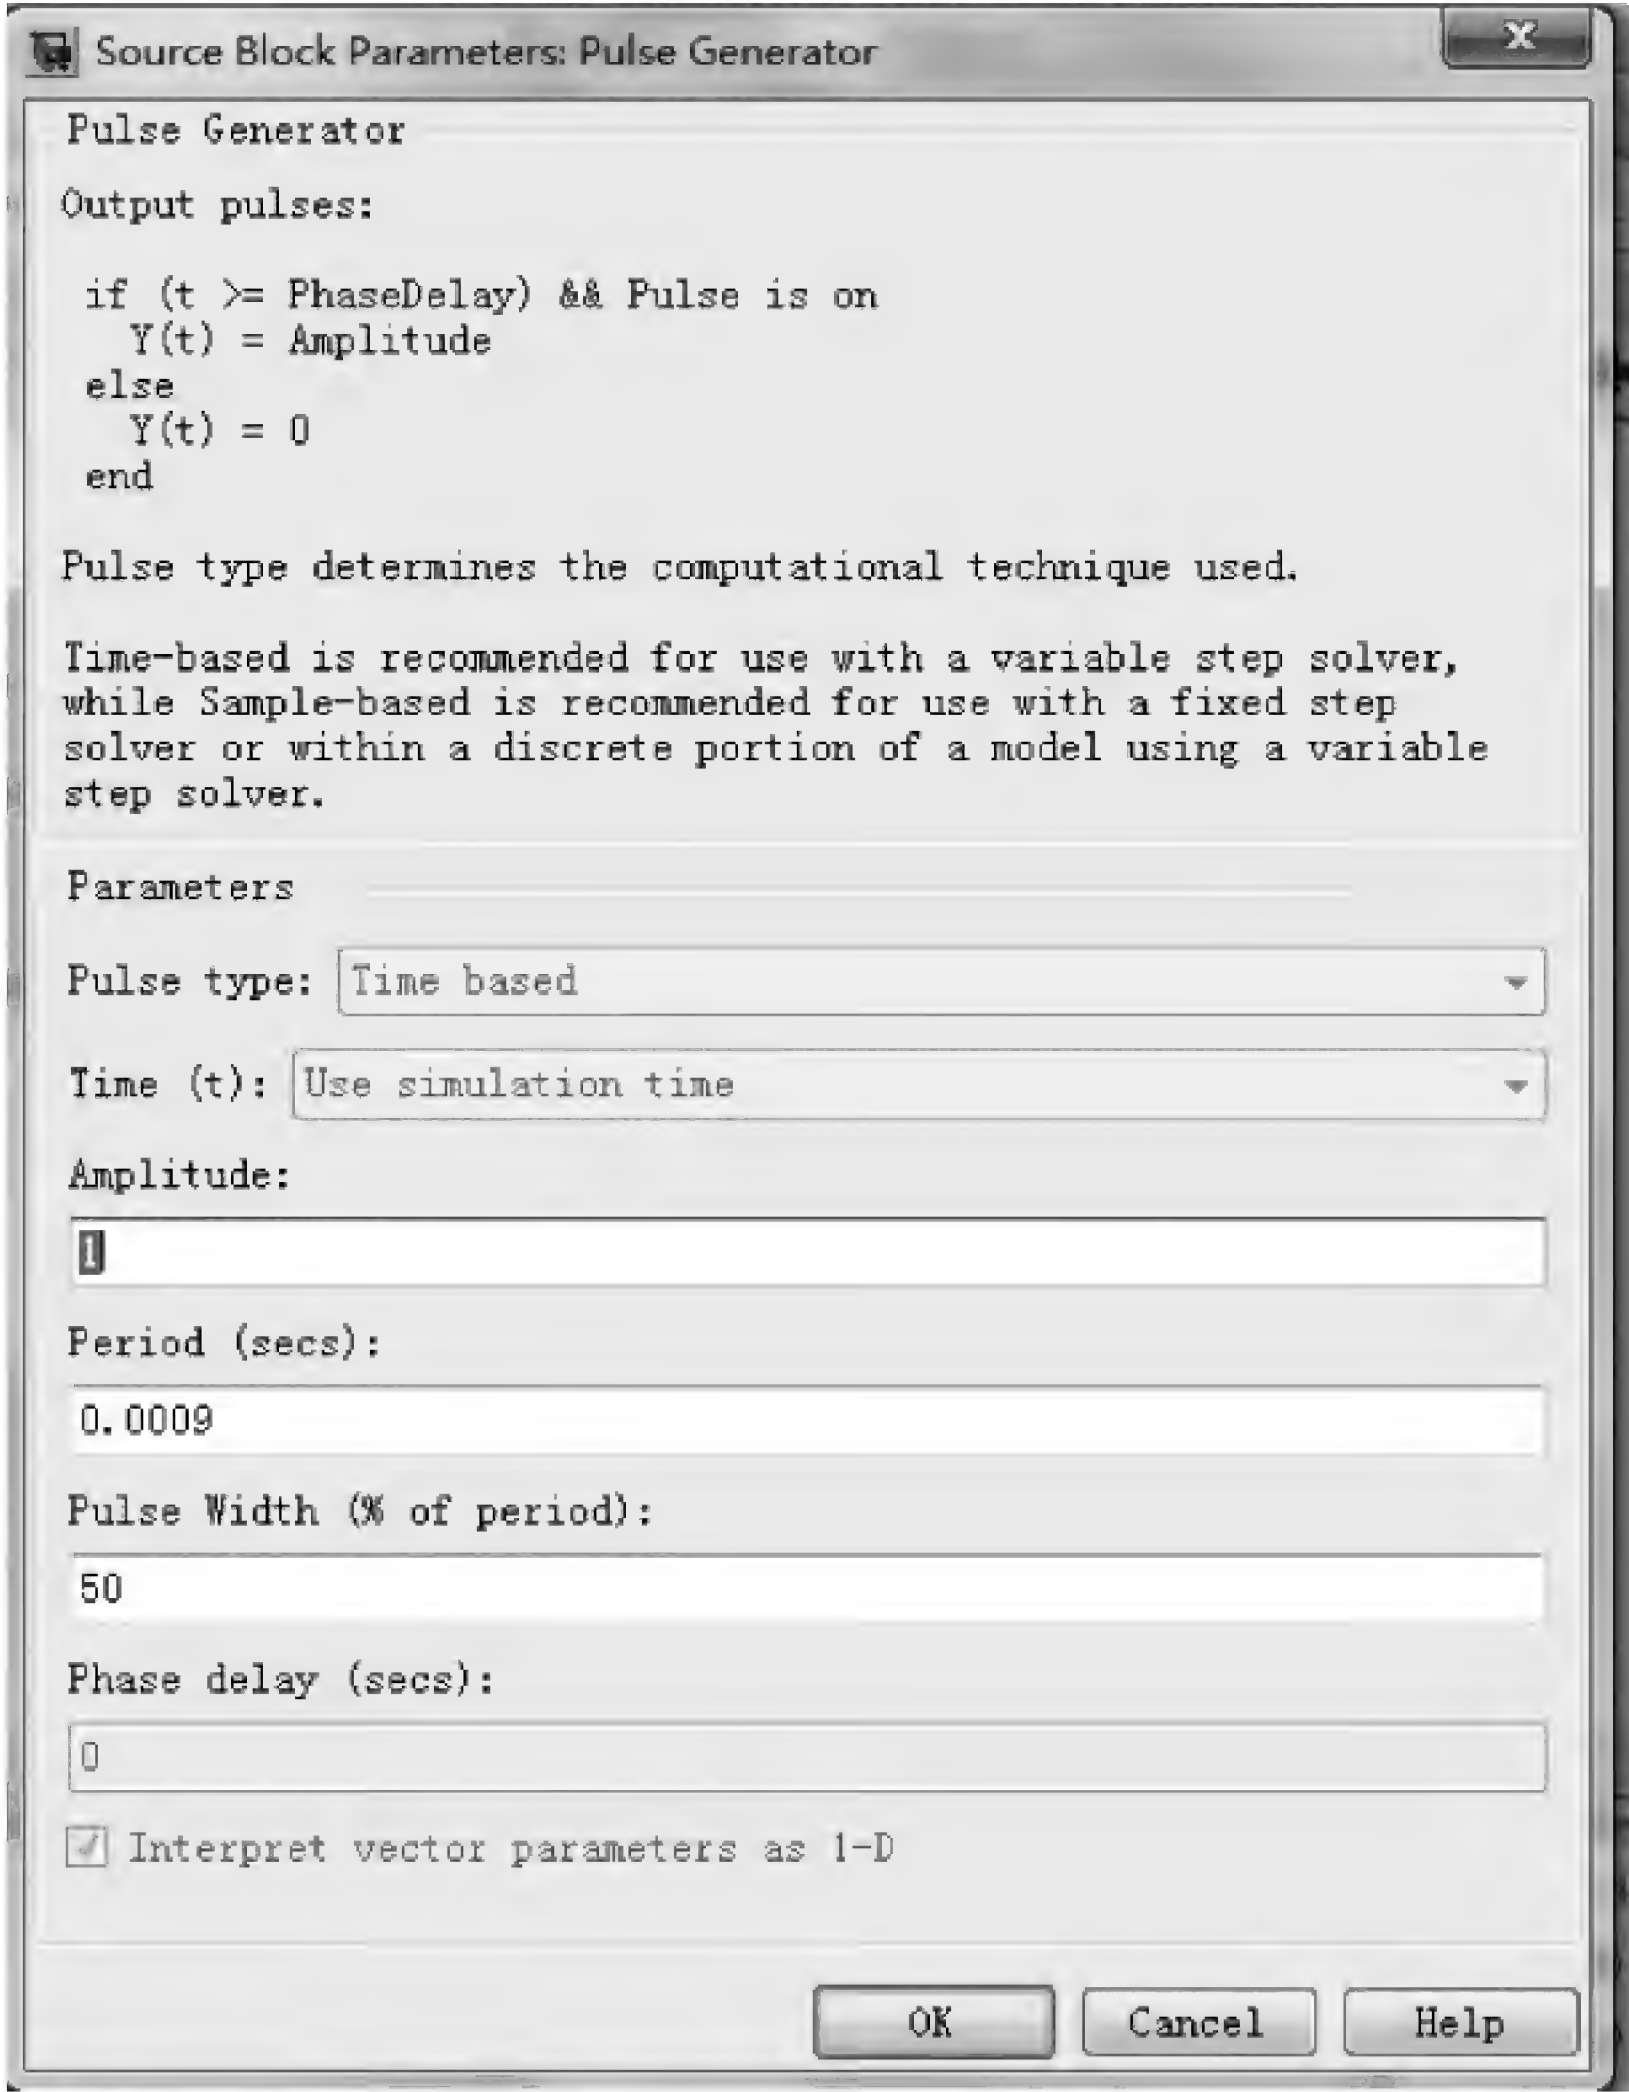 Source Block Parameters: Pulse Generator
Pulse Generator
Output pulses:
if (t >= PhaseDelay) && Pulse is on
Y(t) = Amplitude
else
Y(t) = 0
end
Pulse type determines the computational technique used.
Time-based is recommended for use with a variable step solver,
while Sample-based is recommended for use with a fixed step
solver or within a discrete portion of a model using a variable
step solver.
Parameters
Pulse type: Time based
Time (t): Use simulation time
Amplitude:
1
Period (secs):
0.0009
Pulse Width (% of period):
50
Phase delay (secs):
0
Interpret vector parameters as 1-D
OK Cancel Help